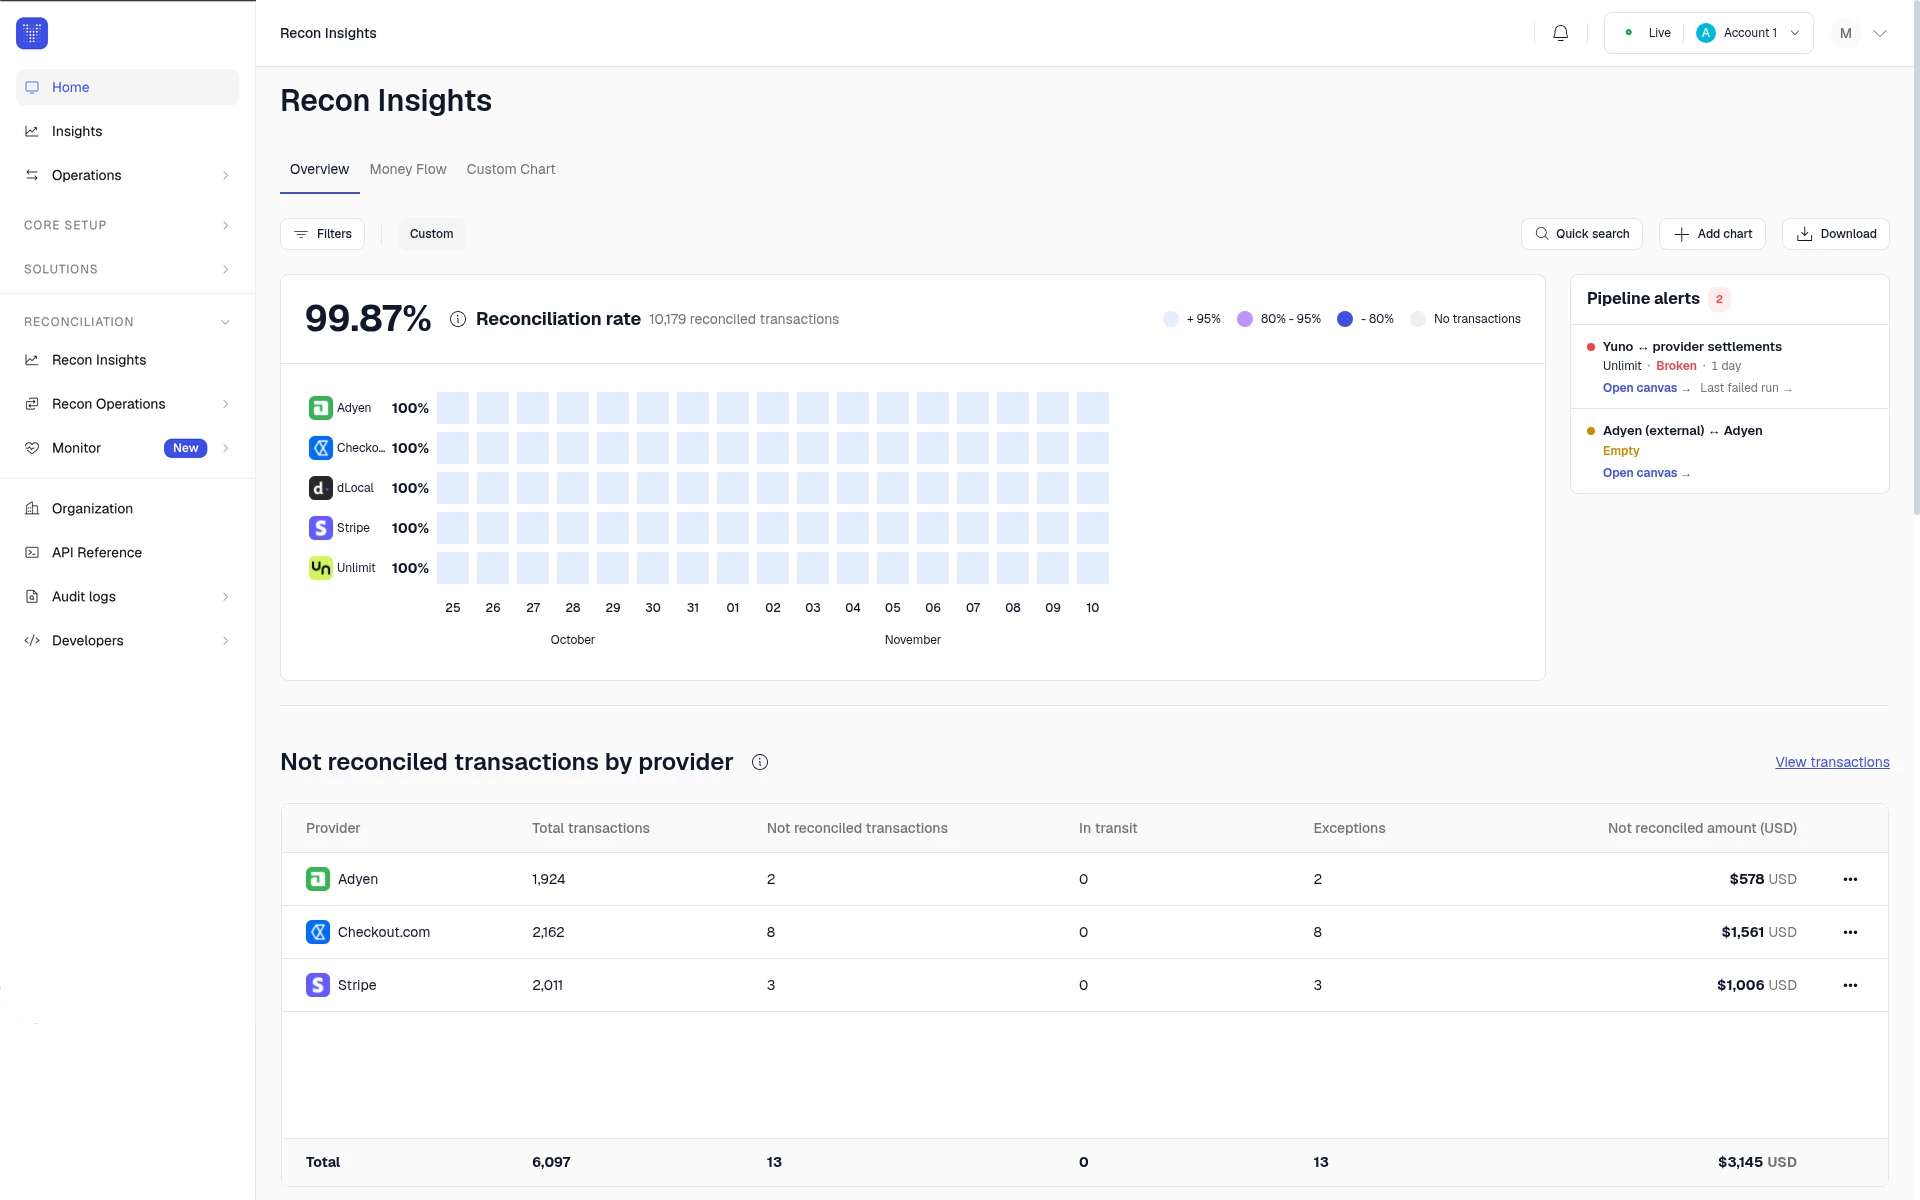 Recon Insights
Live
A
Account 1
M
Home
Insights
Operations
CORE SETUP
SOLUTIONS
RECONCILIATION
Recon Insights
Recon Operations
Monitor
New
Organization
API Reference
Audit logs
Developers
Recon Insights
Overview
Money Flow
Custom Chart
Filters
Custom
Quick search
Add chart
Download
99.87%
Reconciliation rate
10,179 reconciled transactions
+ 95%
80% - 95%
- 80%
No transactions
Adyen 100%
Checko... 100%
dLocal 100%
Stripe 100%
Unlimit 100%
25 26 27 28 29 30 31 01 02 03 04 05 06 07 08 09 10
October November
Pipeline alerts 2
Yuno ↔ provider settlements
Unlimit · Broken · 1 day
Open canvas → Last failed run →
Adyen (external) ↔ Adyen
Empty
Open canvas →
Not reconciled transactions by provider
View transactions
Provider Total transactions Not reconciled transactions In transit Exceptions Not reconciled amount (USD)
Adyen 1,924 2 0 2 $578 USD
Checkout.com 2,162 8 0 8 $1,561 USD
Stripe 2,011 3 0 3 $1,006 USD
Total 6,097 13 0 13 $3,145 USD